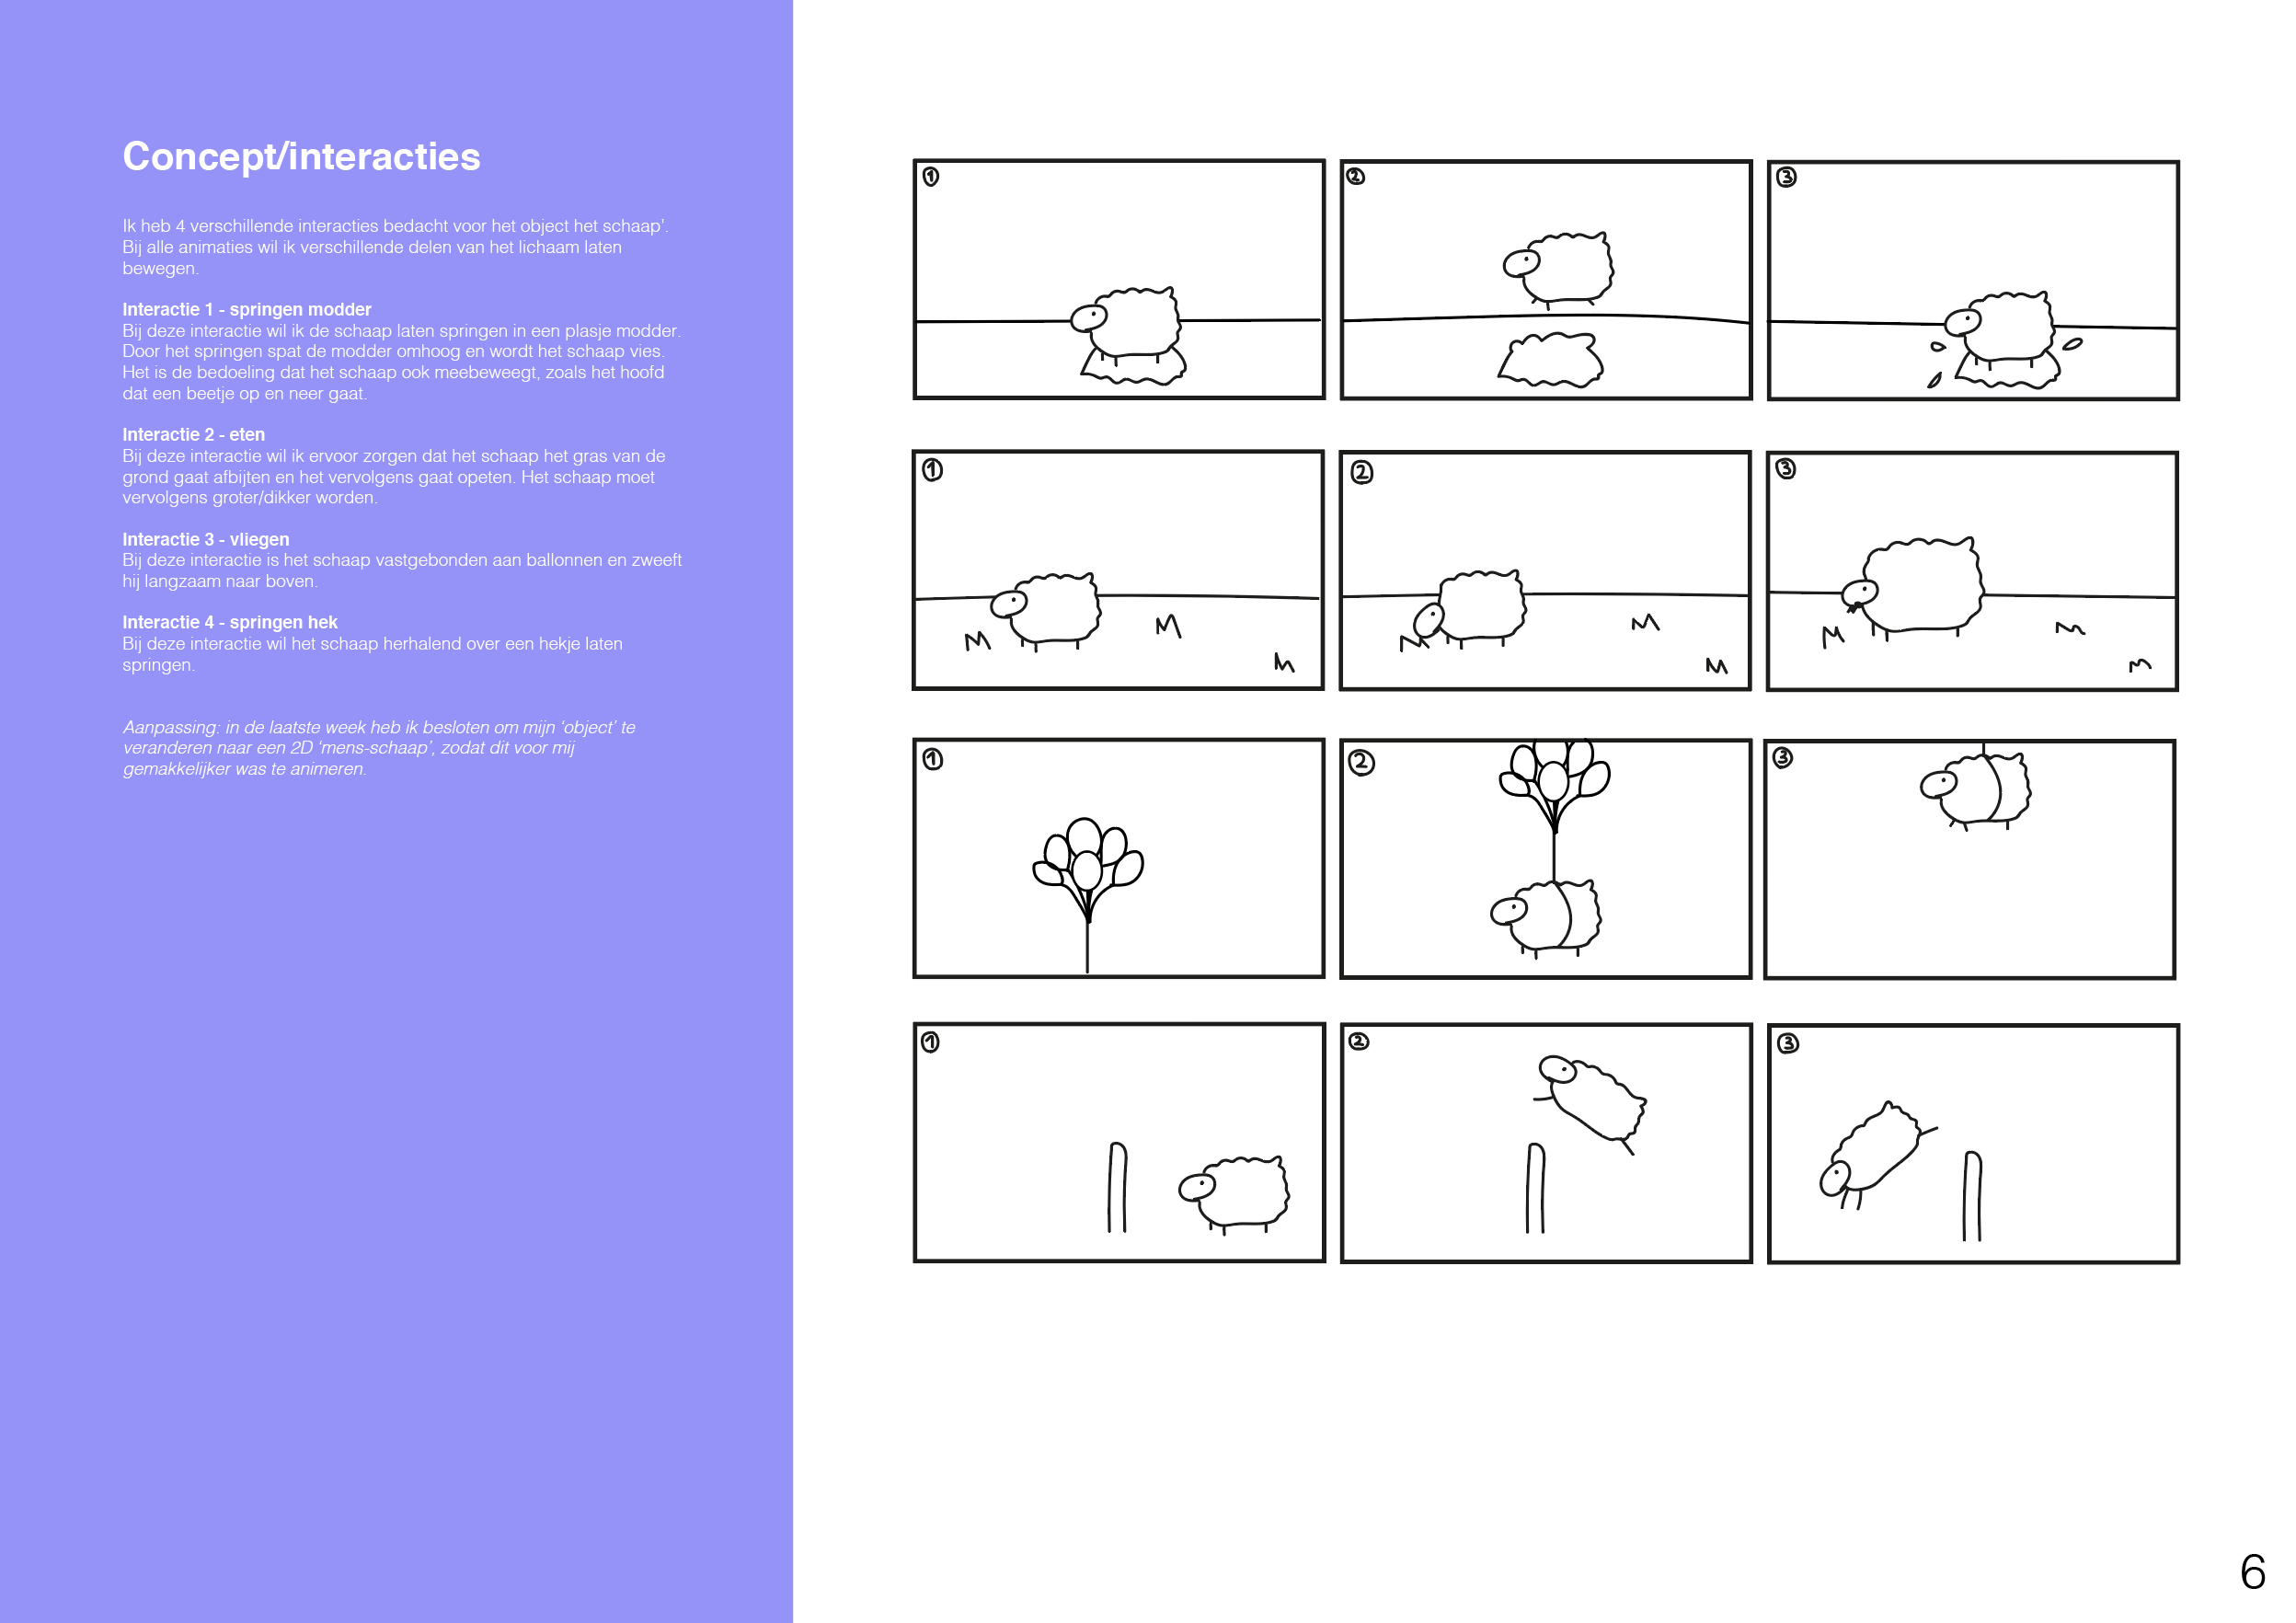 Concept/interacties
Ik heb 4 verschillende interacties bedacht voor het object het schaap’.
Bij alle animaties wil ik verschillende delen van het lichaam laten
bewegen.
Interactie 1 - springen modder
Bij deze interactie wil ik de schaap laten springen in een plasje modder.
Door het springen spat de modder omhoog en wordt het schaap vies.
Het is de bedoeling dat het schaap ook meebeweegt, zoals het hoofd
dat een beetje op en neer gaat.
Interactie 2 - eten
Bij deze interactie wil ik ervoor zorgen dat het schaap het gras van de
grond gaat afbijten en het vervolgens gaat opeten. Het schaap moet
vervolgens groter/dikker worden.
Interactie 3 - vliegen
Bij deze interactie is het schaap vastgebonden aan ballonnen en zweeft
hij langzaam naar boven.
Interactie 4 - springen hek
Bij deze interactie wil het schaap herhalend over een hekje laten
springen.
Aanpassing: in de laatste week heb ik besloten om mijn ‘object’ te
veranderen naar een 2D ‘mens-schaap’, zodat dit voor mij
gemakkelijker was te animeren.
1 2 3
1 2 3
1 2 3
1 2 3
6